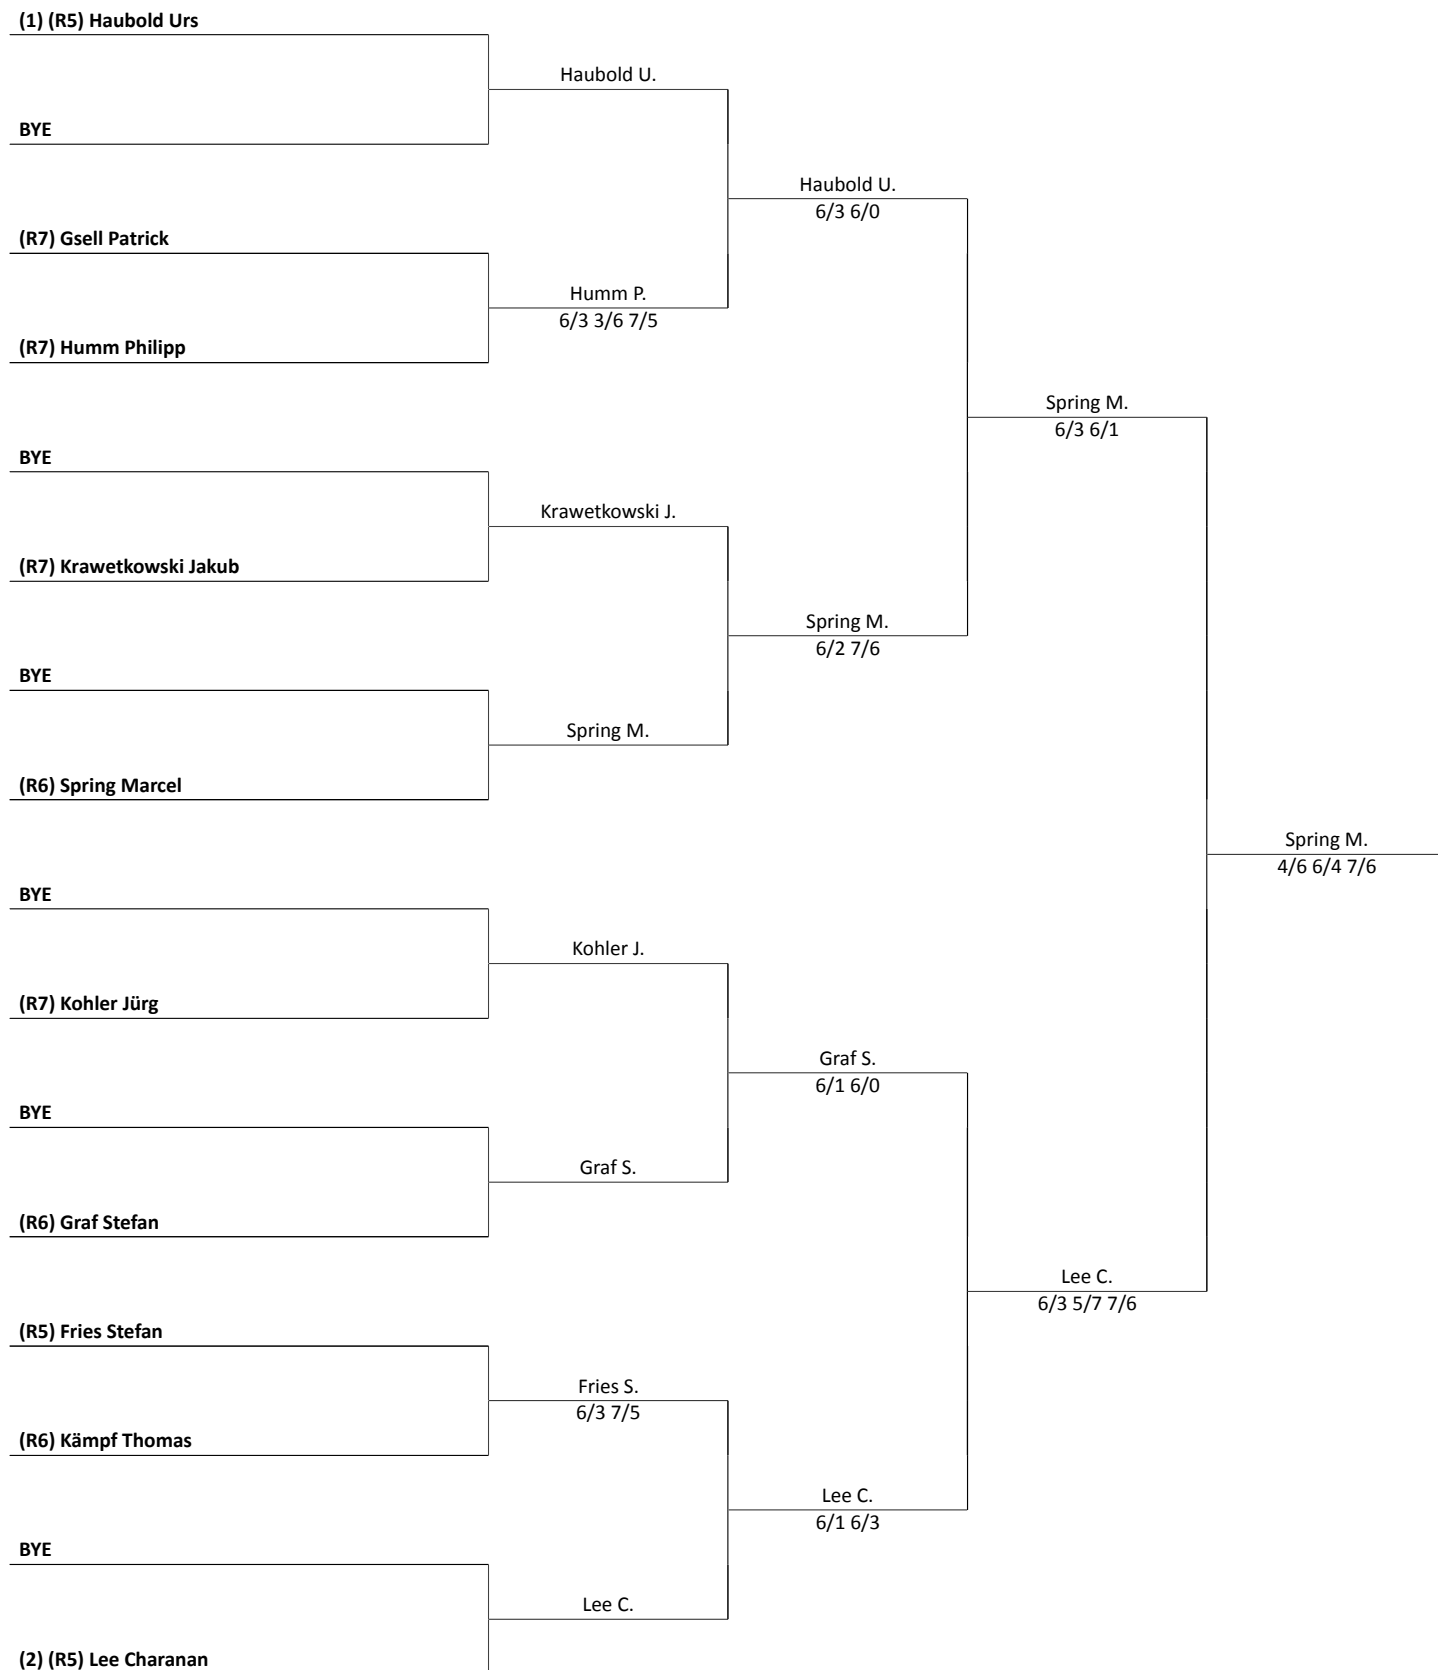 (1) (R5) Haubold Urs
Haubold U.
BYE
Haubold U.
6/3 6/0
(R7) Gsell Patrick
Humm P.
6/3 3/6 7/5
(R7) Humm Philipp
Spring M.
6/3 6/1
BYE
Krawetkowski J.
(R7) Krawetkowski Jakub
Spring M.
6/2 7/6
BYE
Spring M.
(R6) Spring Marcel
Spring M.
4/6 6/4 7/6
BYE
Kohler J.
(R7) Kohler Jürg
Graf S.
6/1 6/0
BYE
Graf S.
(R6) Graf Stefan
Lee C.
6/3 5/7 7/6
(R5) Fries Stefan
Fries S.
6/3 7/5
(R6) Kämpf Thomas
Lee C.
6/1 6/3
BYE
Lee C.
(2) (R5) Lee Charanan